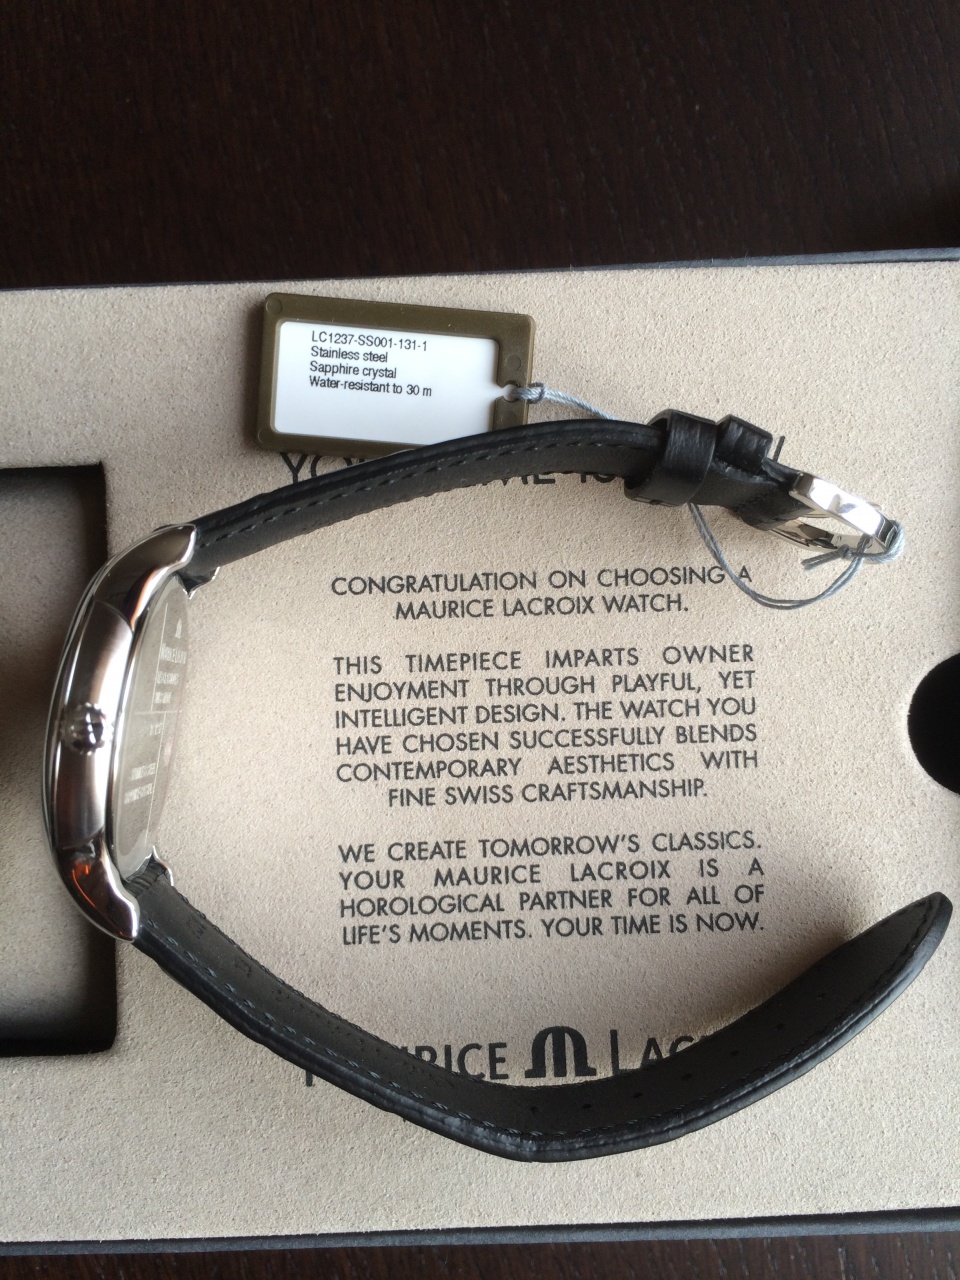 LC1237-SS001-131-1
Stainless steel
Sapphire crystal
Water-resistant to 30 m
CONGRATULATION ON CHOOSING A
MAURICE LACROIX WATCH.
THIS TIMEPIECE IMPARTS OWNER
ENJOYMENT THROUGH PLAYFUL, YET
INTELLIGENT DESIGN. THE WATCH YOU
HAVE CHOSEN SUCCESSFULLY BLENDS
CONTEMPORARY AESTHETICS WITH
FINE SWISS CRAFTSMANSHIP.
WE CREATE TOMORROW'S CLASSICS.
YOUR MAURICE LACROIX IS A
HOROLOGICAL PARTNER FOR ALL OF
LIFE'S MOMENTS. YOUR TIME IS NOW.